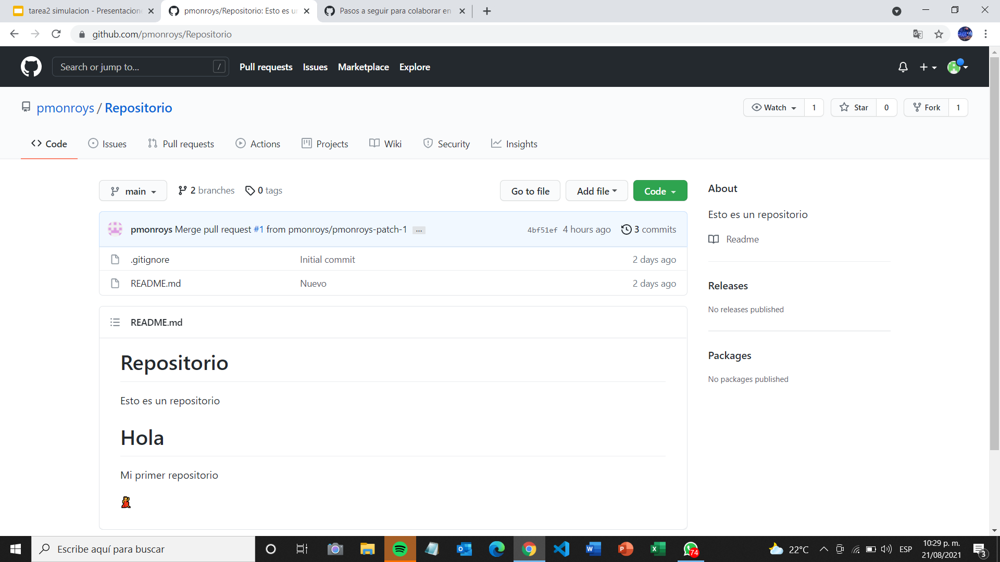 tarea2 simulacion - Presentacione
pmonroys/Repositorio: Esto es u
Pasos a seguir para colaborar en
github.com/pmonroys/Repositorio
Search or jump to... /
Pull requests Issues Marketplace Explore
pmonroys / Repositorio
Watch 1 Star 0 Fork 1
Code Issues Pull requests Actions Projects Wiki Security Insights
main 2 branches 0 tags Go to file Add file Code
pmonroys Merge pull request #1 from pmonroys/pmonroys-patch-1 ... 4bf51ef 4 hours ago 3 commits
.gitignore Initial commit 2 days ago
README.md Nuevo 2 days ago
README.md
Repositorio
Esto es un repositorio
Hola
Mi primer repositorio
About
Esto es un repositorio
Readme
Releases
No releases published
Packages
No packages published
Escribe aquí para buscar
74
22°C
ESP
10:29 p. m.
21/08/2021
3